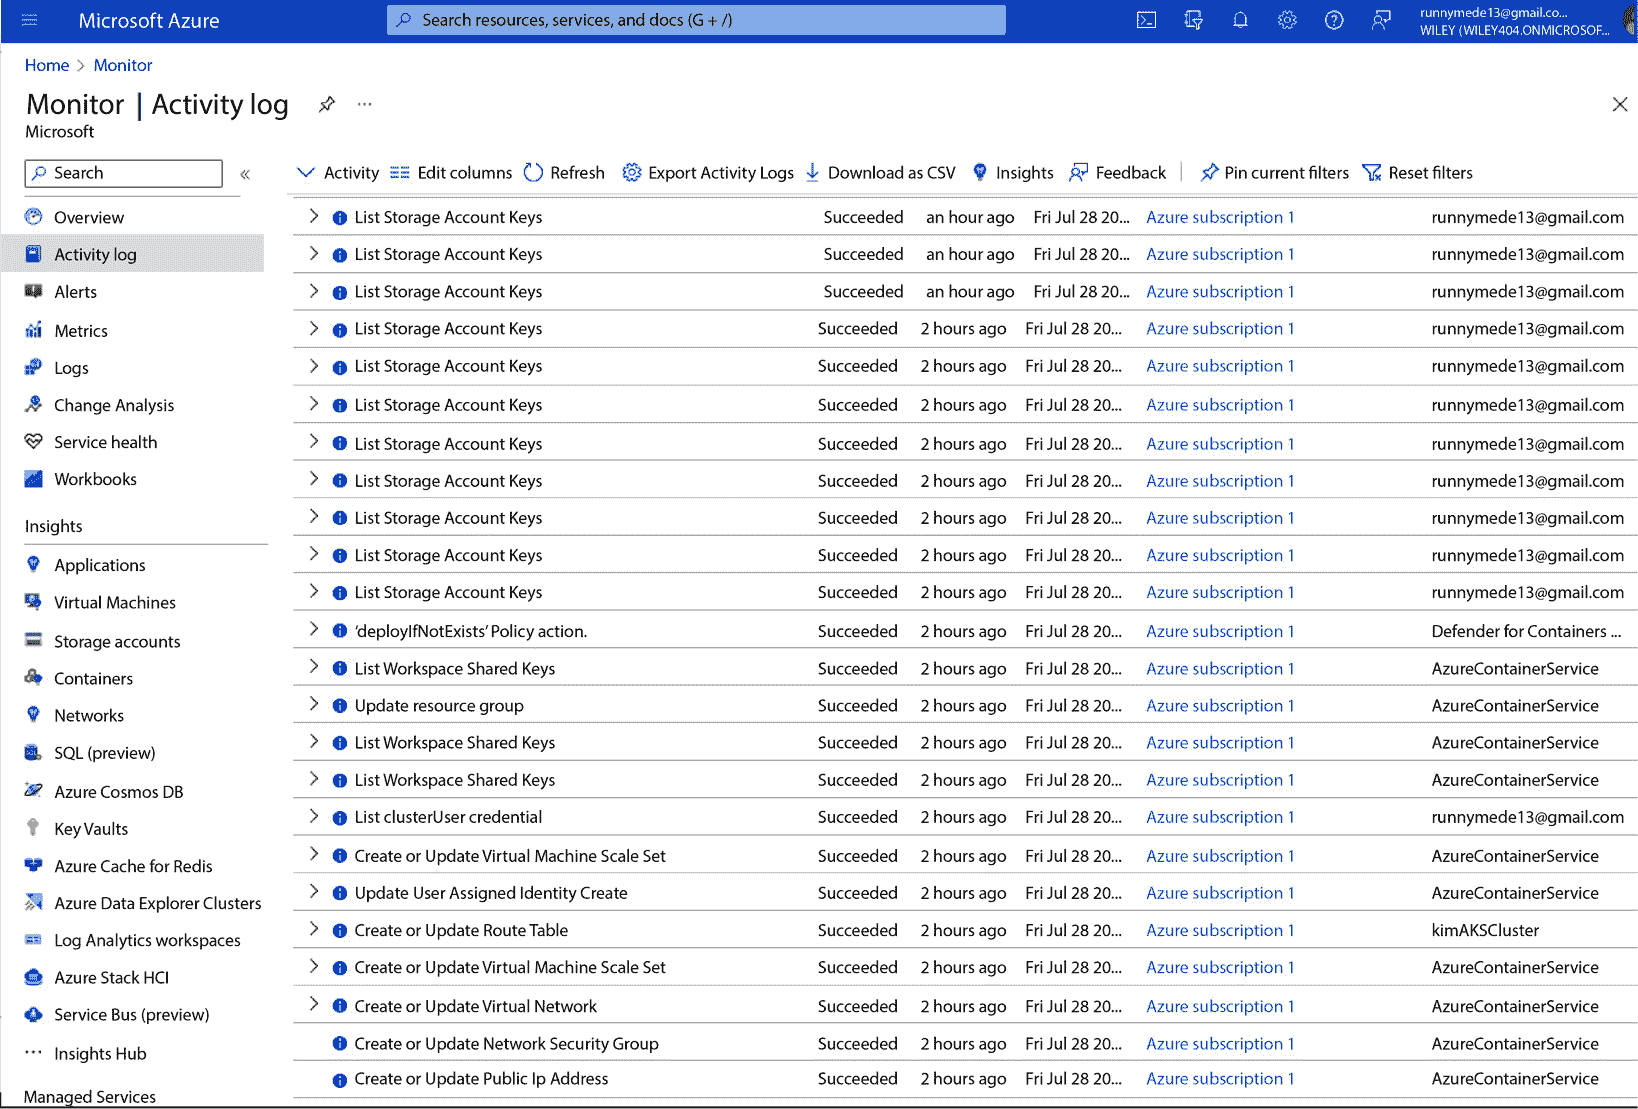 Microsoft Azure
Search resources, services, and docs (G + /)
runnymede13@gmail.co...
WILEY (WILEY404.ONMICROSOF...
Home > Monitor
Monitor | Activity log ...
Microsoft
Search «
Activity Edit columns Refresh Export Activity Logs Download as CSV Insights Feedback | Pin current filters Reset filters
Overview
Activity log
Alerts
Metrics
Logs
Change Analysis
Service health
Workbooks
Insights
Applications
Virtual Machines
Storage accounts
Containers
Networks
SQL (preview)
Azure Cosmos DB
Key Vaults
Azure Cache for Redis
Azure Data Explorer Clusters
Log Analytics workspaces
Azure Stack HCI
Service Bus (preview)
Insights Hub
Managed Services
List Storage Account Keys Succeeded an hour ago Fri Jul 28 20... Azure subscription 1 runnymede13@gmail.com
List Storage Account Keys Succeeded an hour ago Fri Jul 28 20... Azure subscription 1 runnymede13@gmail.com
List Storage Account Keys Succeeded an hour ago Fri Jul 28 20... Azure subscription 1 runnymede13@gmail.com
List Storage Account Keys Succeeded 2 hours ago Fri Jul 28 20... Azure subscription 1 runnymede13@gmail.com
List Storage Account Keys Succeeded 2 hours ago Fri Jul 28 20... Azure subscription 1 runnymede13@gmail.com
List Storage Account Keys Succeeded 2 hours ago Fri Jul 28 20... Azure subscription 1 runnymede13@gmail.com
List Storage Account Keys Succeeded 2 hours ago Fri Jul 28 20... Azure subscription 1 runnymede13@gmail.com
List Storage Account Keys Succeeded 2 hours ago Fri Jul 28 20... Azure subscription 1 runnymede13@gmail.com
List Storage Account Keys Succeeded 2 hours ago Fri Jul 28 20... Azure subscription 1 runnymede13@gmail.com
List Storage Account Keys Succeeded 2 hours ago Fri Jul 28 20... Azure subscription 1 runnymede13@gmail.com
List Storage Account Keys Succeeded 2 hours ago Fri Jul 28 20... Azure subscription 1 runnymede13@gmail.com
‘deployIfNotExists’ Policy action. Succeeded 2 hours ago Fri Jul 28 20... Azure subscription 1 Defender for Containers ...
List Workspace Shared Keys Succeeded 2 hours ago Fri Jul 28 20... Azure subscription 1 AzureContainerService
Update resource group Succeeded 2 hours ago Fri Jul 28 20... Azure subscription 1 AzureContainerService
List Workspace Shared Keys Succeeded 2 hours ago Fri Jul 28 20... Azure subscription 1 AzureContainerService
List Workspace Shared Keys Succeeded 2 hours ago Fri Jul 28 20... Azure subscription 1 AzureContainerService
List clusterUser credential Succeeded 2 hours ago Fri Jul 28 20... Azure subscription 1 runnymede13@gmail.com
Create or Update Virtual Machine Scale Set Succeeded 2 hours ago Fri Jul 28 20... Azure subscription 1 AzureContainerService
Update User Assigned Identity Create Succeeded 2 hours ago Fri Jul 28 20... Azure subscription 1 AzureContainerService
Create or Update Route Table Succeeded 2 hours ago Fri Jul 28 20... Azure subscription 1 kimAKSCluster
Create or Update Virtual Machine Scale Set Succeeded 2 hours ago Fri Jul 28 20... Azure subscription 1 AzureContainerService
Create or Update Virtual Network Succeeded 2 hours ago Fri Jul 28 20... Azure subscription 1 AzureContainerService
Create or Update Network Security Group Succeeded 2 hours ago Fri Jul 28 20... Azure subscription 1 AzureContainerService
Create or Update Public Ip Address Succeeded 2 hours ago Fri Jul 28 20... Azure subscription 1 AzureContainerService